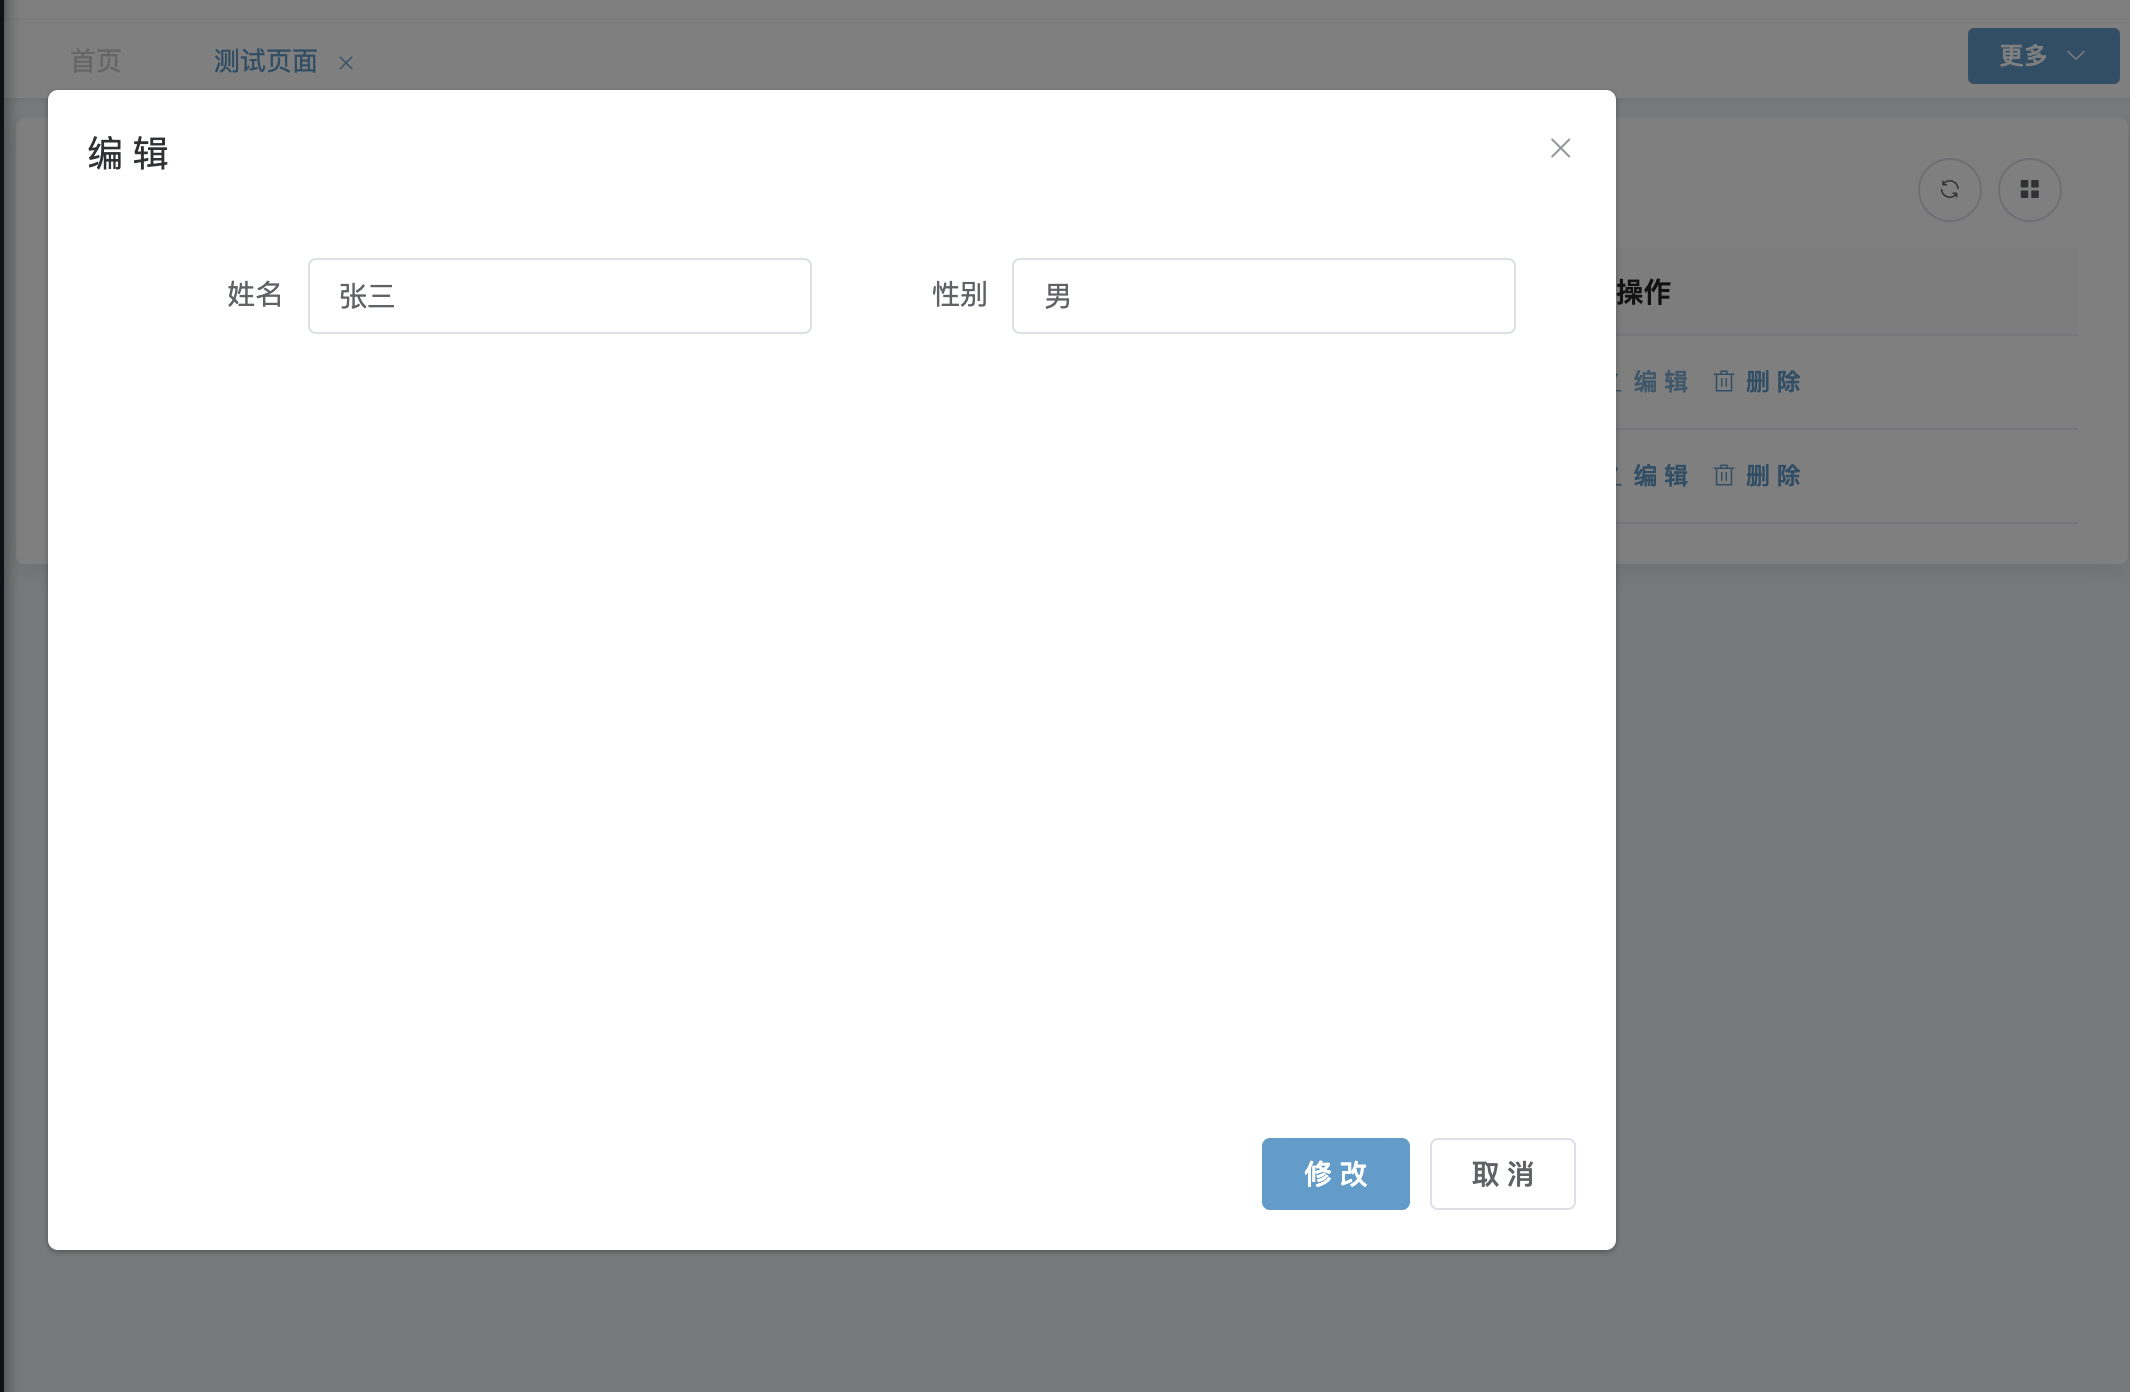 首页 测试页面 更多
编 辑
姓名 张三 性别 男
操作
编 辑 删 除
编 辑 删 除
修 改 取 消